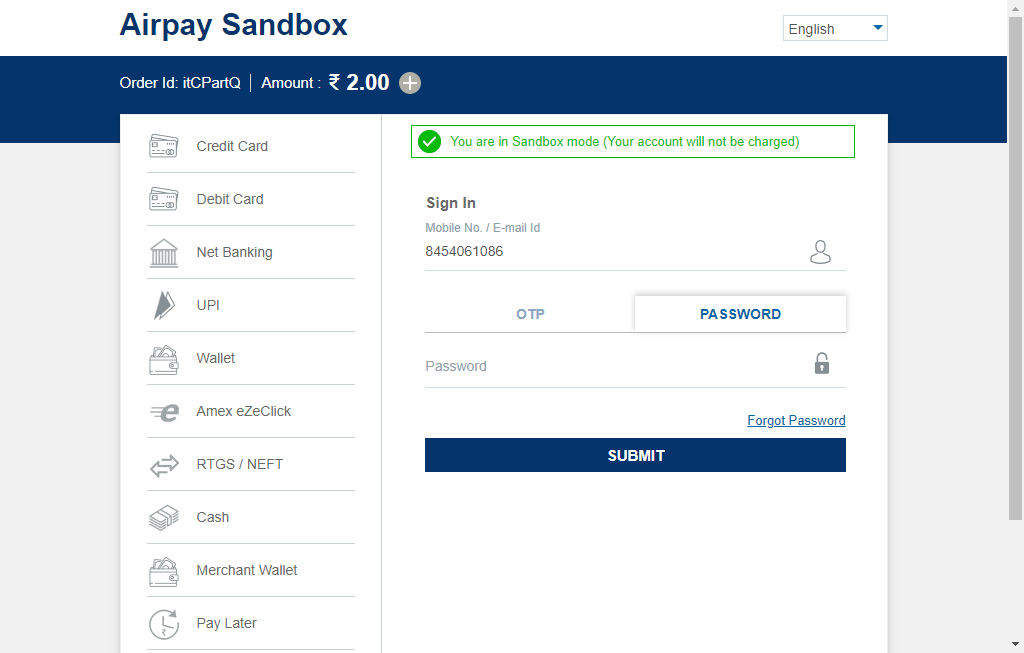 Airpay Sandbox
English
Order Id: itCPartQ | Amount : ₹ 2.00
Credit Card
Debit Card
Net Banking
UPI
Wallet
Amex eZeClick
RTGS / NEFT
Cash
Merchant Wallet
Pay Later
You are in Sandbox mode (Your account will not be charged)
Sign In
Mobile No. / E-mail Id
8454061086
OTP PASSWORD
Password
Forgot Password
SUBMIT